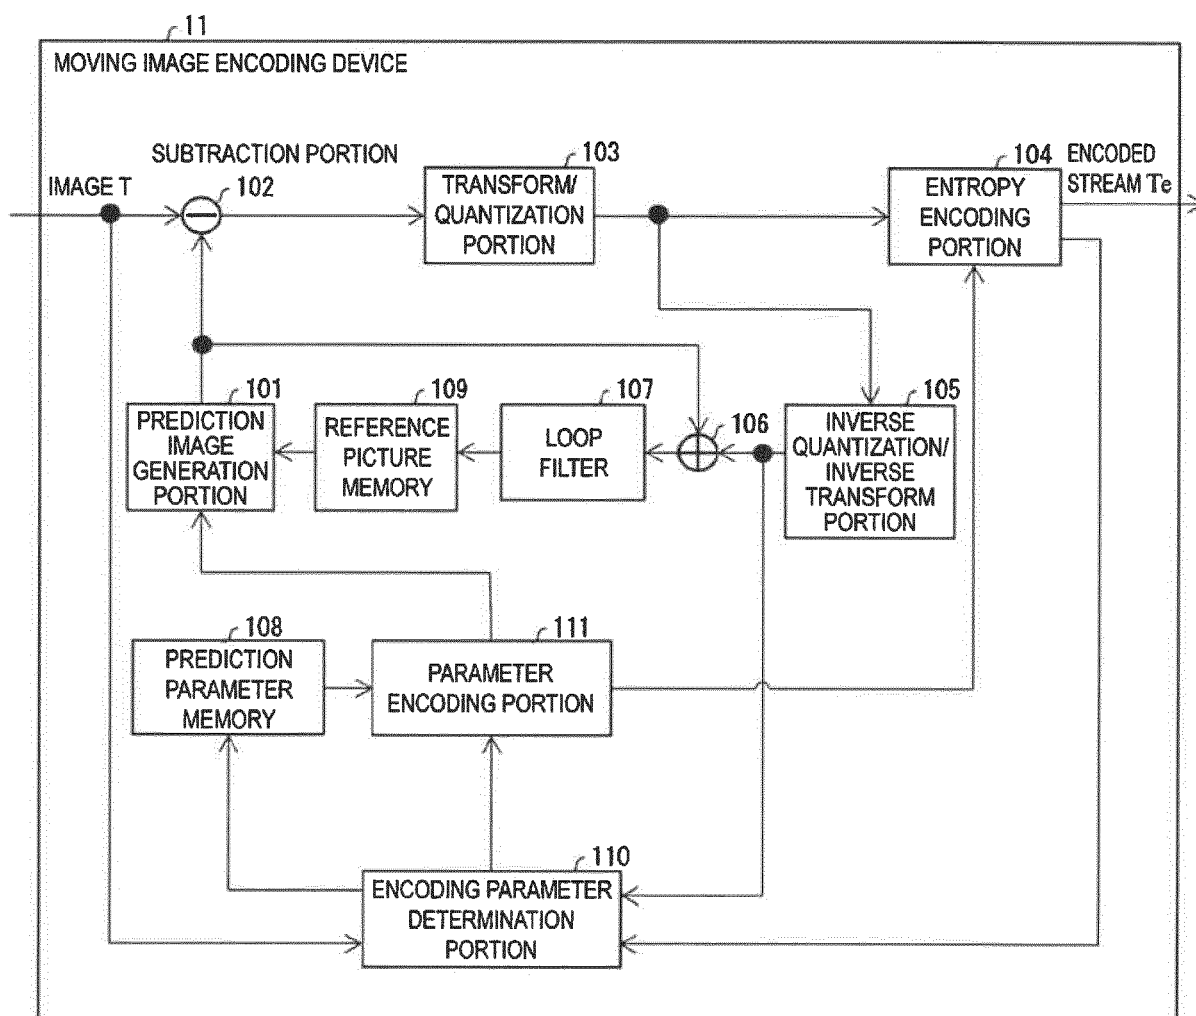 11
MOVING IMAGE ENCODING DEVICE
SUBTRACTION PORTION
103
104
ENCODED
STREAM Te
IMAGE T
102
TRANSFORM/
QUANTIZATION
PORTION
ENTROPY
ENCODING
PORTION
101
109
107
106
105
PREDICTION
IMAGE
GENERATION
PORTION
REFERENCE
PICTURE
MEMORY
LOOP
FILTER
INVERSE
QUANTIZATION/
INVERSE
TRANSFORM
PORTION
108
111
PREDICTION
PARAMETER
MEMORY
PARAMETER
ENCODING PORTION
110
ENCODING PARAMETER
DETERMINATION
PORTION